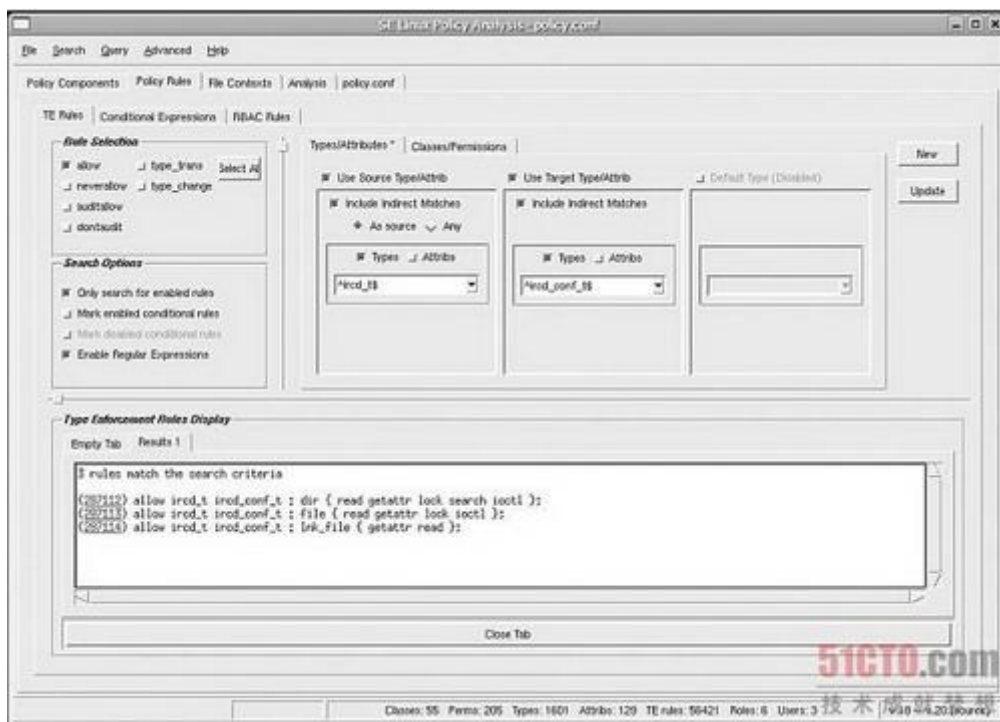 SE Linux Policy Analysis - policy.conf
File Search Query Advanced Help
Policy Components Policy Rules File Contexts Analysis policy.conf
TE Rules Conditional Expressions RBAC Rules
Rule Selection
allow type_trans Select All
neverallow type_change
auditallow
dontaudit
Search Options
Only search for enabled rules
Mark enabled conditional rules
Mark disabled conditional rules
Enable Regular Expressions
Types/Attributes * Classes/Permissions
Use Source Type/Attrib
Include Indirect Matches
As source Any
Types Attribs
^ircd_t$
Use Target Type/Attrib
Include Indirect Matches
Types Attribs
^ircd_conf_t$
Default Type (Disabled)
New
Update
Type Enforcement Rules Display
Empty Tab Results 1
3 rules match the search criteria
(287112) allow ircd_t ircd_conf_t : dir { read getattr lock search ioctl };
(287113) allow ircd_t ircd_conf_t : file { read getattr lock ioctl };
(287114) allow ircd_t ircd_conf_t : lnk_file { getattr read };
Close Tab
51CTO.com
技术成就梦想
Classes: 55 Perms: 205 Types: 1601 Attribs: 129 TE rules: 56421 Roles: 6 Users: 3